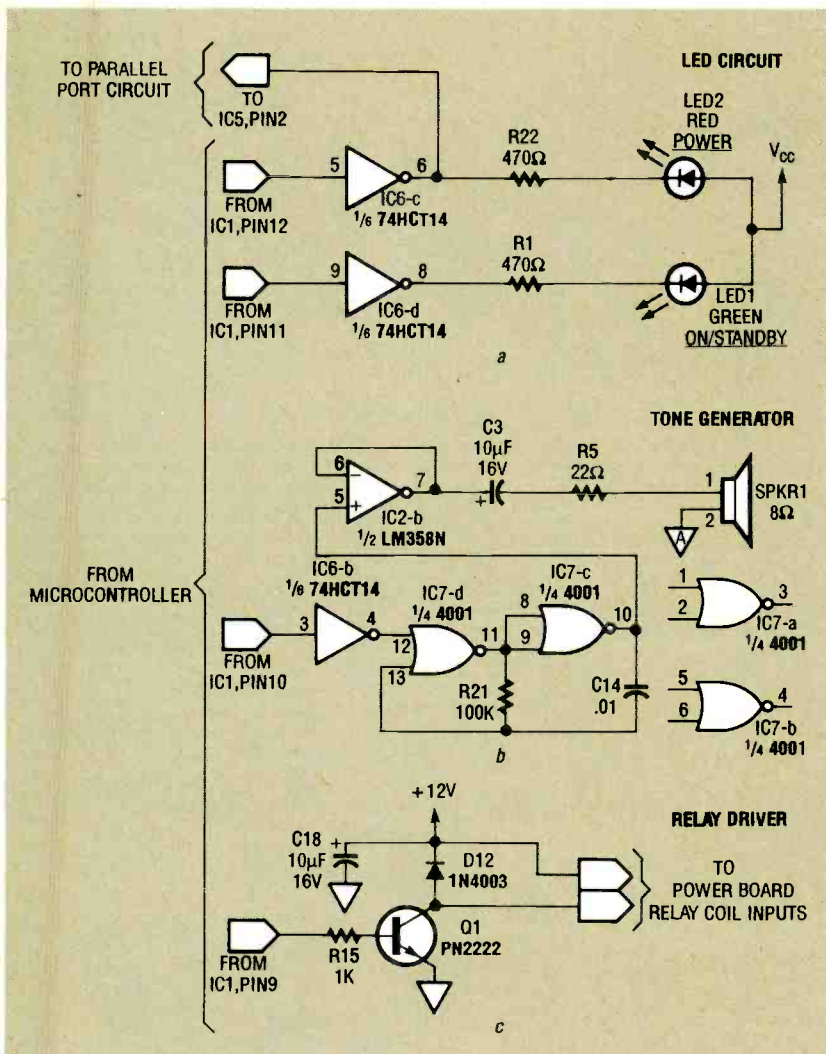 TO PARALLEL
PORT CIRCUIT
TO
IC5,PIN2
LED CIRCUIT
LED2
RED
POWER
VCC
R22
470Ω
5
6
IC6-c
1/6 74HCT14
FROM
IC1,PIN12
R1
470Ω
9
8
IC6-d
1/6 74HCT14
FROM
IC1,PIN11
LED1
GREEN
ON/STANDBY
a
TONE GENERATOR
C3
10µF
16V
+
R5
22Ω
6
−
5
+
7
IC2-b
1/2 LM358N
1
2
SPKR1
8Ω
A
FROM
MICROCONTROLLER
IC6-b
1/6 74HCT14
3
4
FROM
IC1,PIN10
IC7-d
1/4 4001
12
13
11
IC7-c
1/4 4001
8
9
10
R21
100K
C14
.01
1
2
3
IC7-a
1/4 4001
5
6
4
IC7-b
1/4 4001
b
+12V
RELAY DRIVER
C18
10µF
16V
+
D12
1N4003
TO
POWER BOARD
RELAY COIL INPUTS
Q1
PN2222
FROM
IC1,PIN9
R15
1K
c